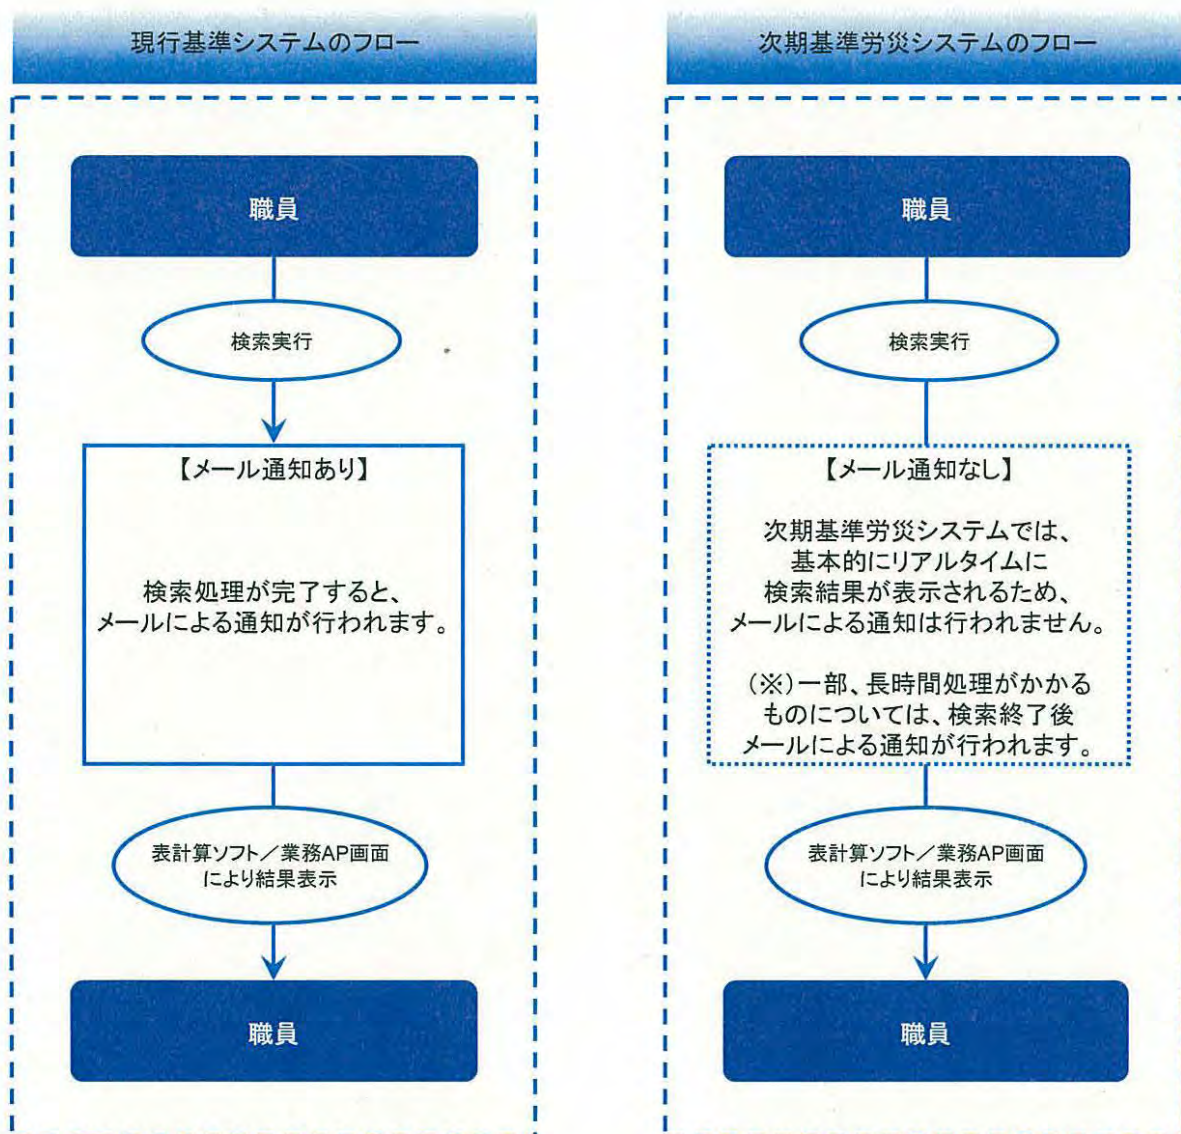 現行基準システムのフロー
職員
検索実行
【メール通知あり】
検索処理が完了すると、
メールによる通知が行われます。
表計算ソフト／業務AP画面
により結果表示
職員
次期基準労災システムのフロー
職員
検索実行
【メール通知なし】
次期基準労災システムでは、
基本的にリアルタイムに
検索結果が表示されるため、
メールによる通知は行われません。
（※）一部、長時間処理がかかる
ものについては、検索終了後
メールによる通知が行われます。
表計算ソフト／業務AP画面
により結果表示
職員